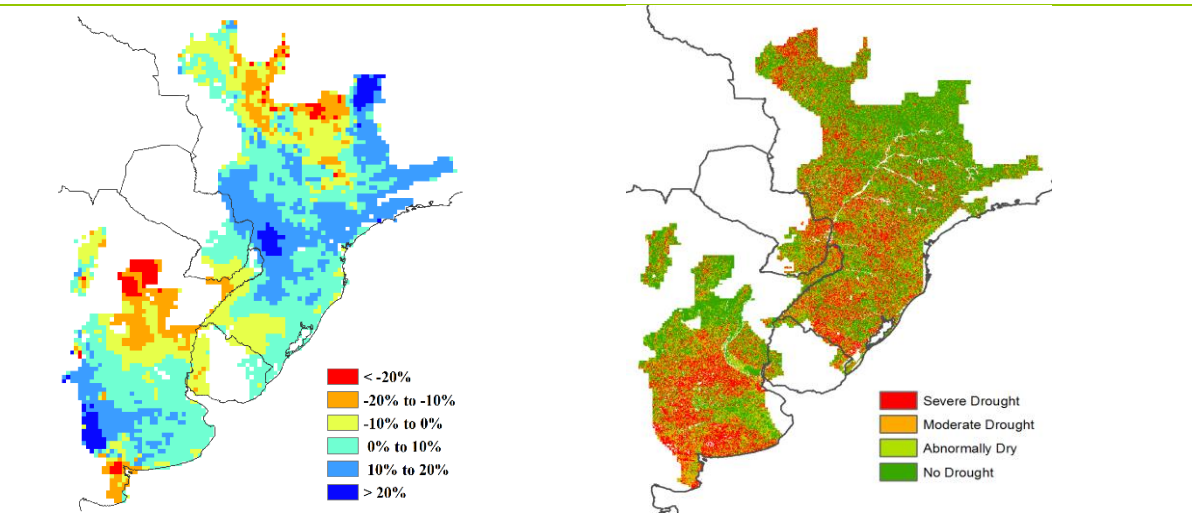 < -20%
-20% to -10%
-10% to 0%
0% to 10%
10% to 20%
> 20%
Severe Drought
Moderate Drought
Abnormally Dry
No Drought